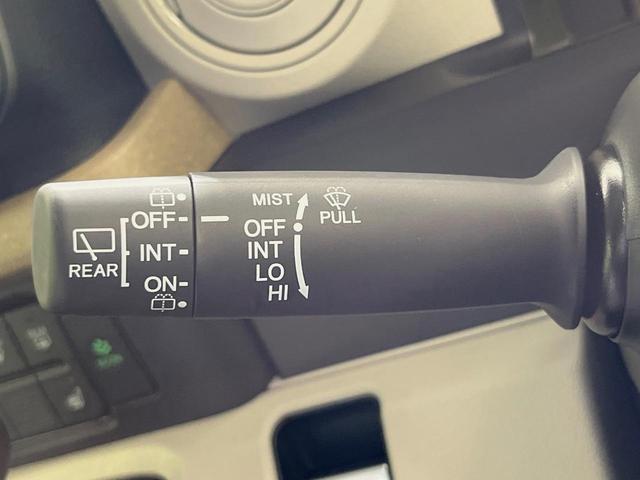 REAR
OFF
INT
ON
MIST
OFF
INT
LO
HI
PULL